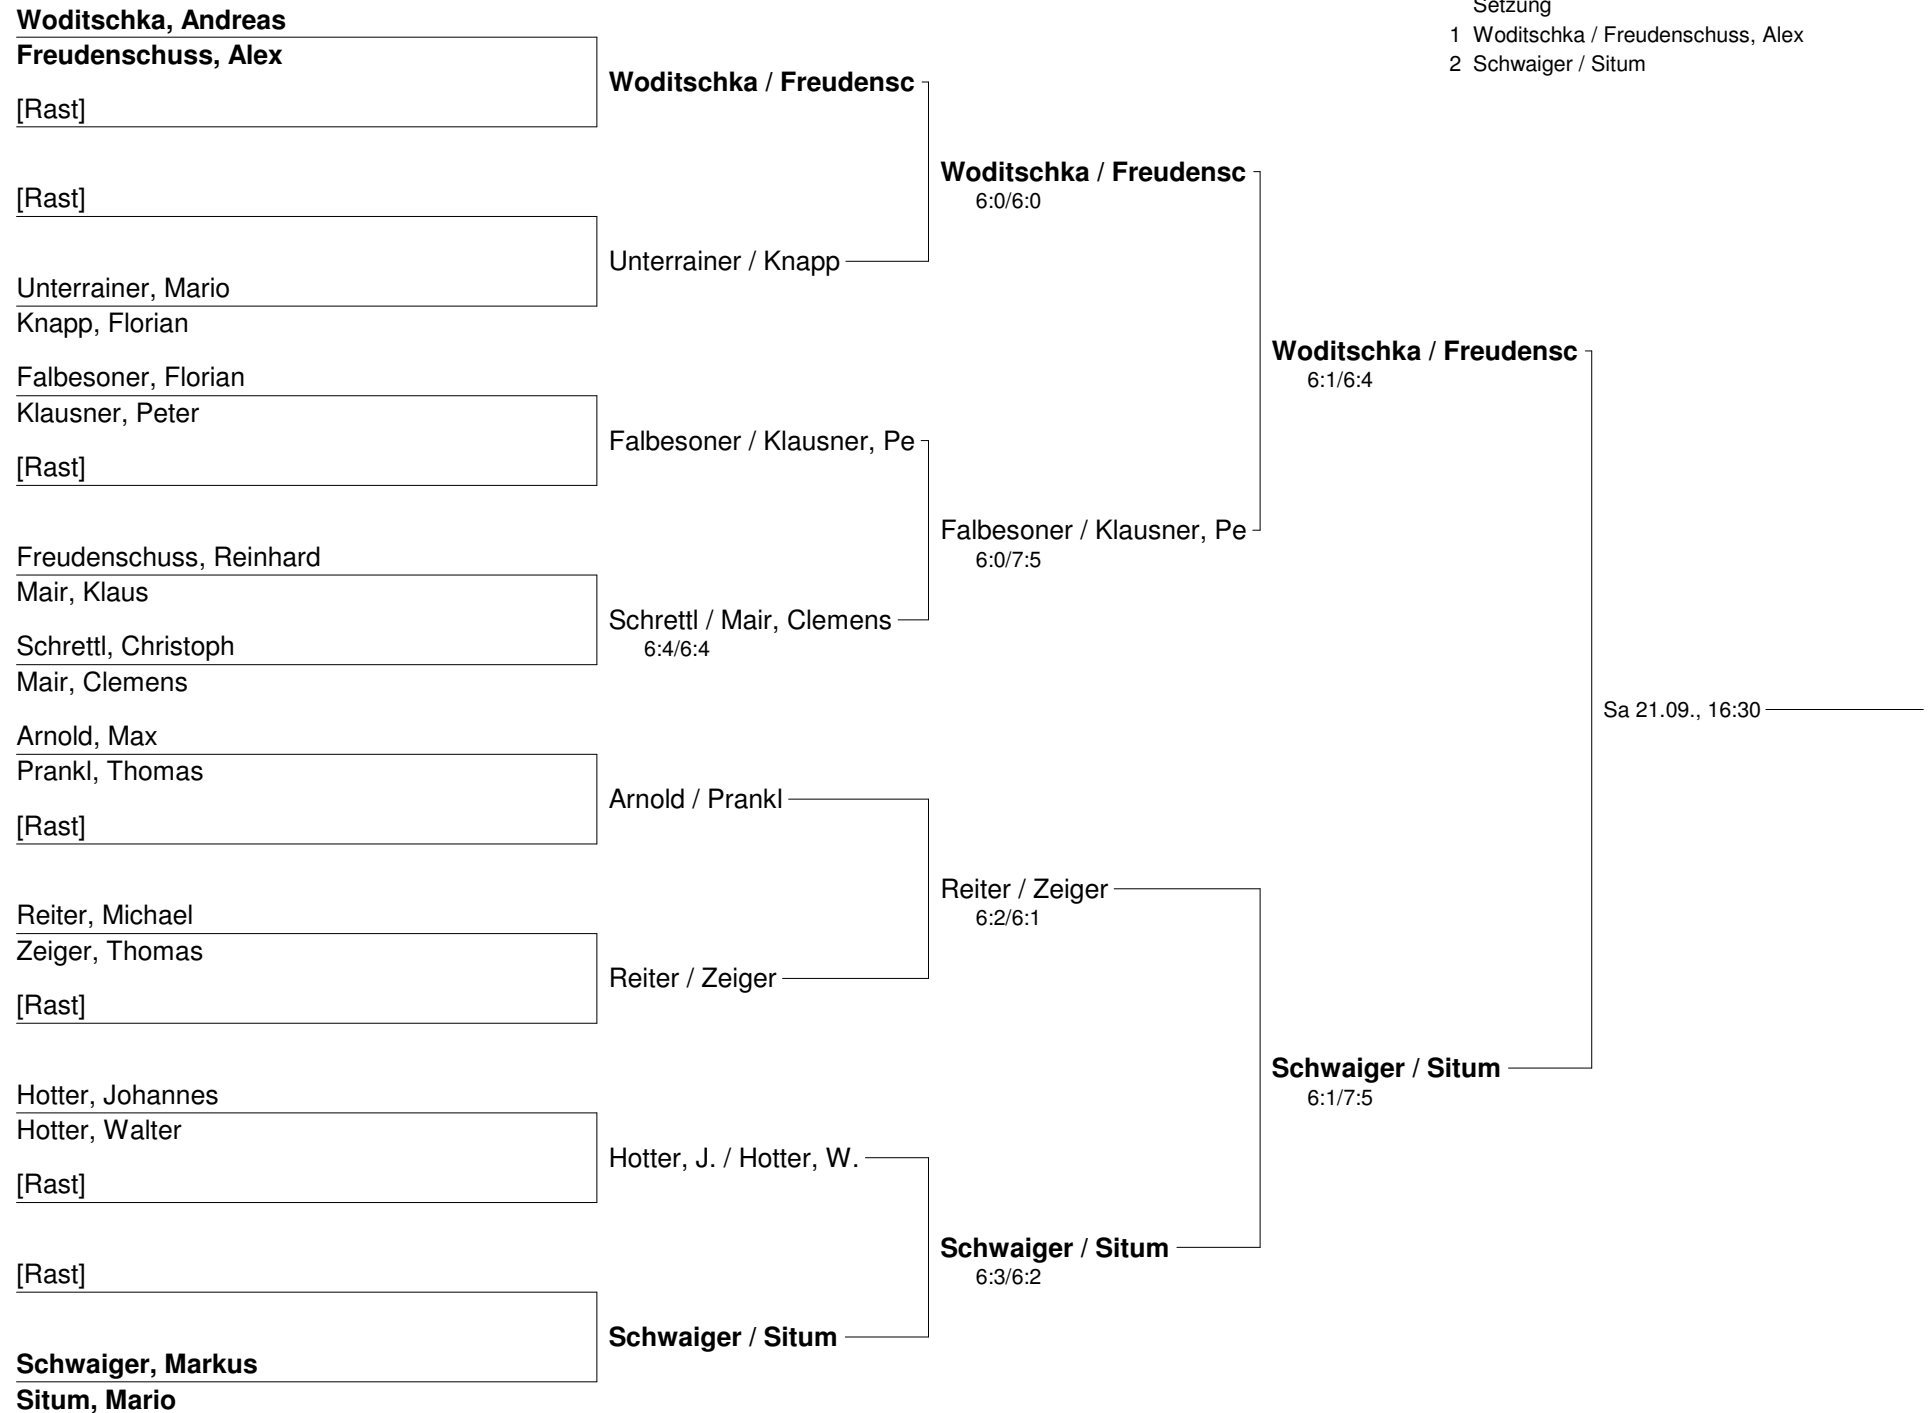 Setzung
1 Woditschka / Freudenschuss, Alex
2 Schwaiger / Situm
Woditschka, Andreas
Freudenschuss, Alex
[Rast]
[Rast]
Unterrainer, Mario
Knapp, Florian
Falbesoner, Florian
Klausner, Peter
[Rast]
Freudenschuss, Reinhard
Mair, Klaus
Schrettl, Christoph
Mair, Clemens
Arnold, Max
Prankl, Thomas
[Rast]
Reiter, Michael
Zeiger, Thomas
[Rast]
Hotter, Johannes
Hotter, Walter
[Rast]
[Rast]
Schwaiger, Markus
Situm, Mario
Woditschka / Freudensc
Unterrainer / Knapp
Falbesoner / Klausner, Pe
Schrettl / Mair, Clemens
6:4/6:4
Arnold / Prankl
Reiter / Zeiger
Hotter, J. / Hotter, W.
Schwaiger / Situm
Woditschka / Freudensc
6:0/6:0
Falbesoner / Klausner, Pe
6:0/7:5
Reiter / Zeiger
6:2/6:1
Schwaiger / Situm
6:3/6:2
Woditschka / Freudensc
6:1/6:4
Schwaiger / Situm
6:1/7:5
Sa 21.09., 16:30